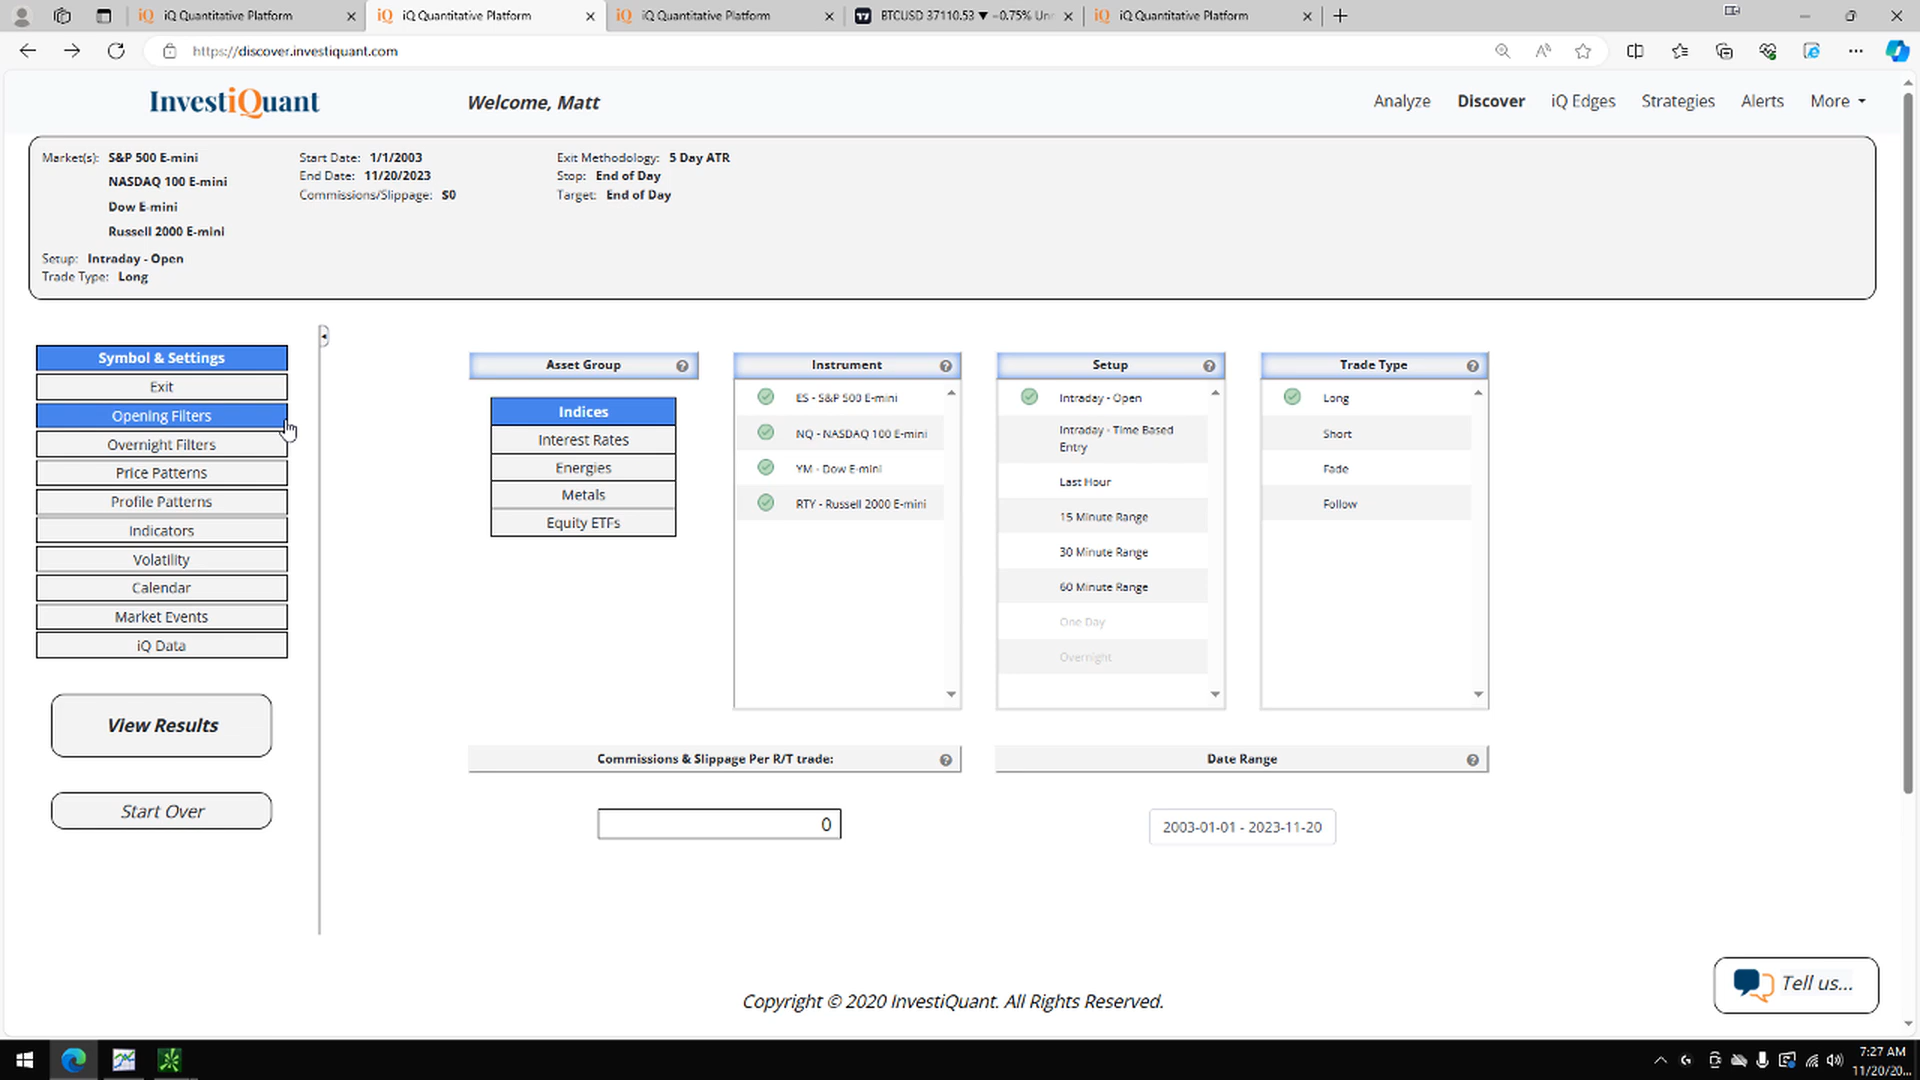 iQ Quantitative Platform
iQ Quantitative Platform
iQ Quantitative Platform
BTCUSD 37110.53 ▼ −0.75% Un
iQ Quantitative Platform
https://discover.investiquant.com
InvestiQuant
Welcome, Matt
Analyze
Discover
iQ Edges
Strategies
Alerts
More
Market(s): S&P 500 E-mini
NASDAQ 100 E-mini
Dow E-mini
Russell 2000 E-mini
Setup: Intraday - Open
Trade Type: Long
Start Date: 1/1/2003
End Date: 11/20/2023
Commissions/Slippage: $0
Exit Methodology: 5 Day ATR
Stop: End of Day
Target: End of Day
Symbol & Settings
Exit
Opening Filters
Overnight Filters
Price Patterns
Profile Patterns
Indicators
Volatility
Calendar
Market Events
iQ Data
View Results
Start Over
Asset Group
Indices
Interest Rates
Energies
Metals
Equity ETFs
Instrument
ES - S&P 500 E-mini
NQ - NASDAQ 100 E-mini
YM - Dow E-mini
RTY - Russell 2000 E-mini
Setup
Intraday - Open
Intraday - Time Based
Entry
Last Hour
15 Minute Range
30 Minute Range
60 Minute Range
One Day
Overnight
Trade Type
Long
Short
Fade
Follow
Commissions & Slippage Per R/T trade:
0
Date Range
2003-01-01 - 2023-11-20
Tell us...
Copyright © 2020 InvestiQuant. All Rights Reserved.
7:27 AM
11/20/20...